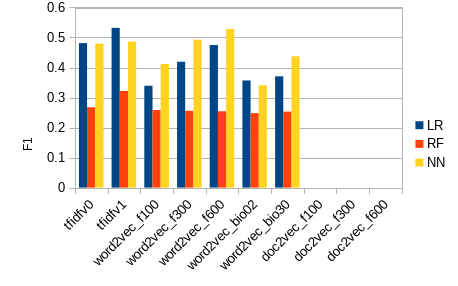 0.6
0.5
0.4
0.3
0.2
0.1
0
F1
tfidfv0
tfidfv1
word2vec_f100
word2vec_f300
word2vec_f600
word2vec_bio02
word2vec_bio30
doc2vec_f100
doc2vec_f300
doc2vec_f600
LR
RF
NN